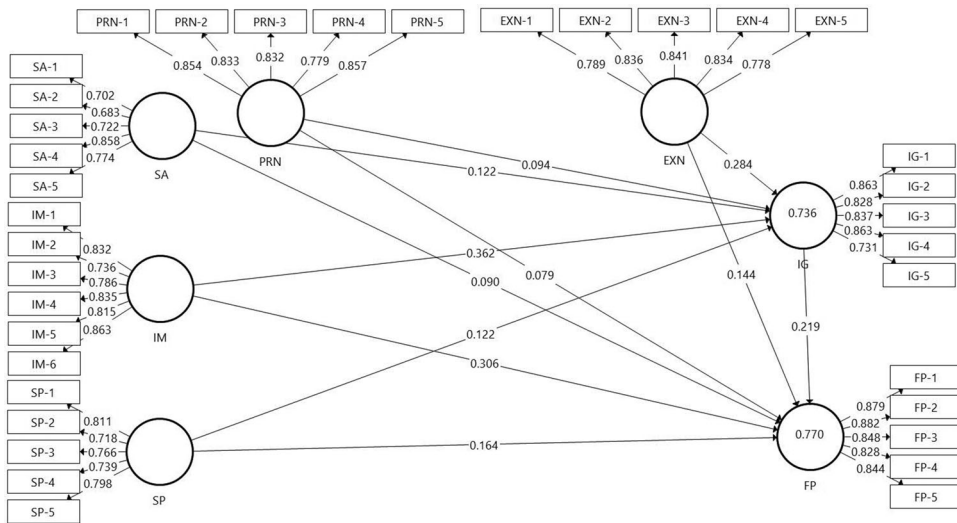 PRN-1 PRN-2 PRN-3 PRN-4 PRN-5
0.854 0.833 0.832 0.779 0.857
PRN
EXN-1 EXN-2 EXN-3 EXN-4 EXN-5
0.789 0.836 0.841 0.834 0.778
EXN
SA-1
SA-2
SA-3
SA-4
SA-5
0.702
0.683
0.722
0.858
0.774
SA
IM-1
IM-2
IM-3
IM-4
IM-5
IM-6
0.832
0.736
0.786
0.835
0.815
0.863
IM
SP-1
SP-2
SP-3
SP-4
SP-5
0.811
0.718
0.766
0.739
0.798
SP
0.094
0.122
0.284
0.362
0.079
0.090
0.144
0.122
0.306
0.219
0.164
0.736
IG
0.863
0.828
0.837
0.863
0.731
IG-1
IG-2
IG-3
IG-4
IG-5
0.770
FP
0.879
0.882
0.848
0.828
0.844
FP-1
FP-2
FP-3
FP-4
FP-5